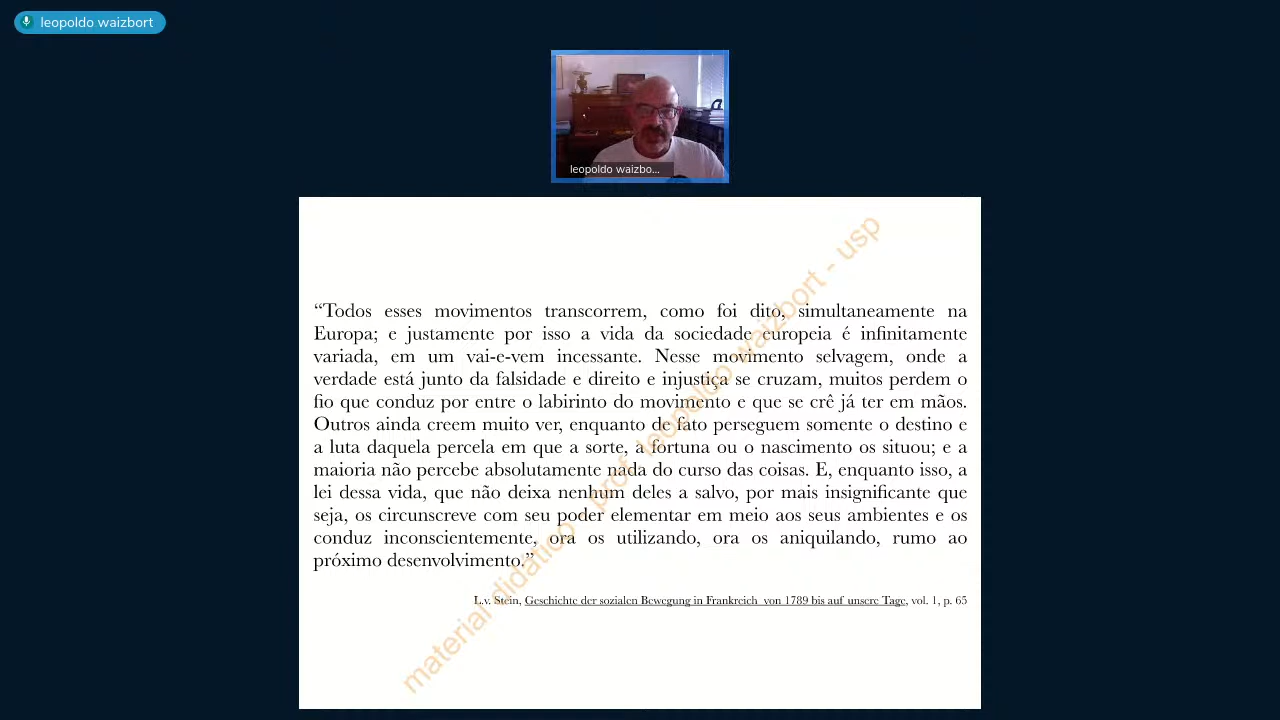 leopoldo waizbort
leopoldo waizbo...
“Todos esses movimentos transcorrem, como foi dito, simultaneamente na
Europa; e justamente por isso a vida da sociedade europeia é infinitamente
variada, em um vai-e-vem incessante. Nesse movimento selvagem, onde a
verdade está junto da falsidade e direito e injustiça se cruzam, muitos perdem o
fio que conduz por entre o labirinto do movimento e que se crê já ter em mãos.
Outros ainda creem muito ver, enquanto de fato perseguem somente o destino e
a luta daquela percela em que a sorte, a fortuna ou o nascimento os situou; e a
maioria não percebe absolutamente nada do curso das coisas. E, enquanto isso, a
lei dessa vida, que não deixa nenhum deles a salvo, por mais insignificante que
seja, os circunscreve com seu poder elementar em meio aos seus ambientes e os
conduz inconscientemente, ora os utilizando, ora os aniquilando, rumo ao
próximo desenvolvimento.”
L.v. Stein, Geschichte der sozialen Bewegung in Frankreich von 1789 bis auf unsere Tage, vol. 1, p. 65
material didático - prof. leopoldo waizbort - usp